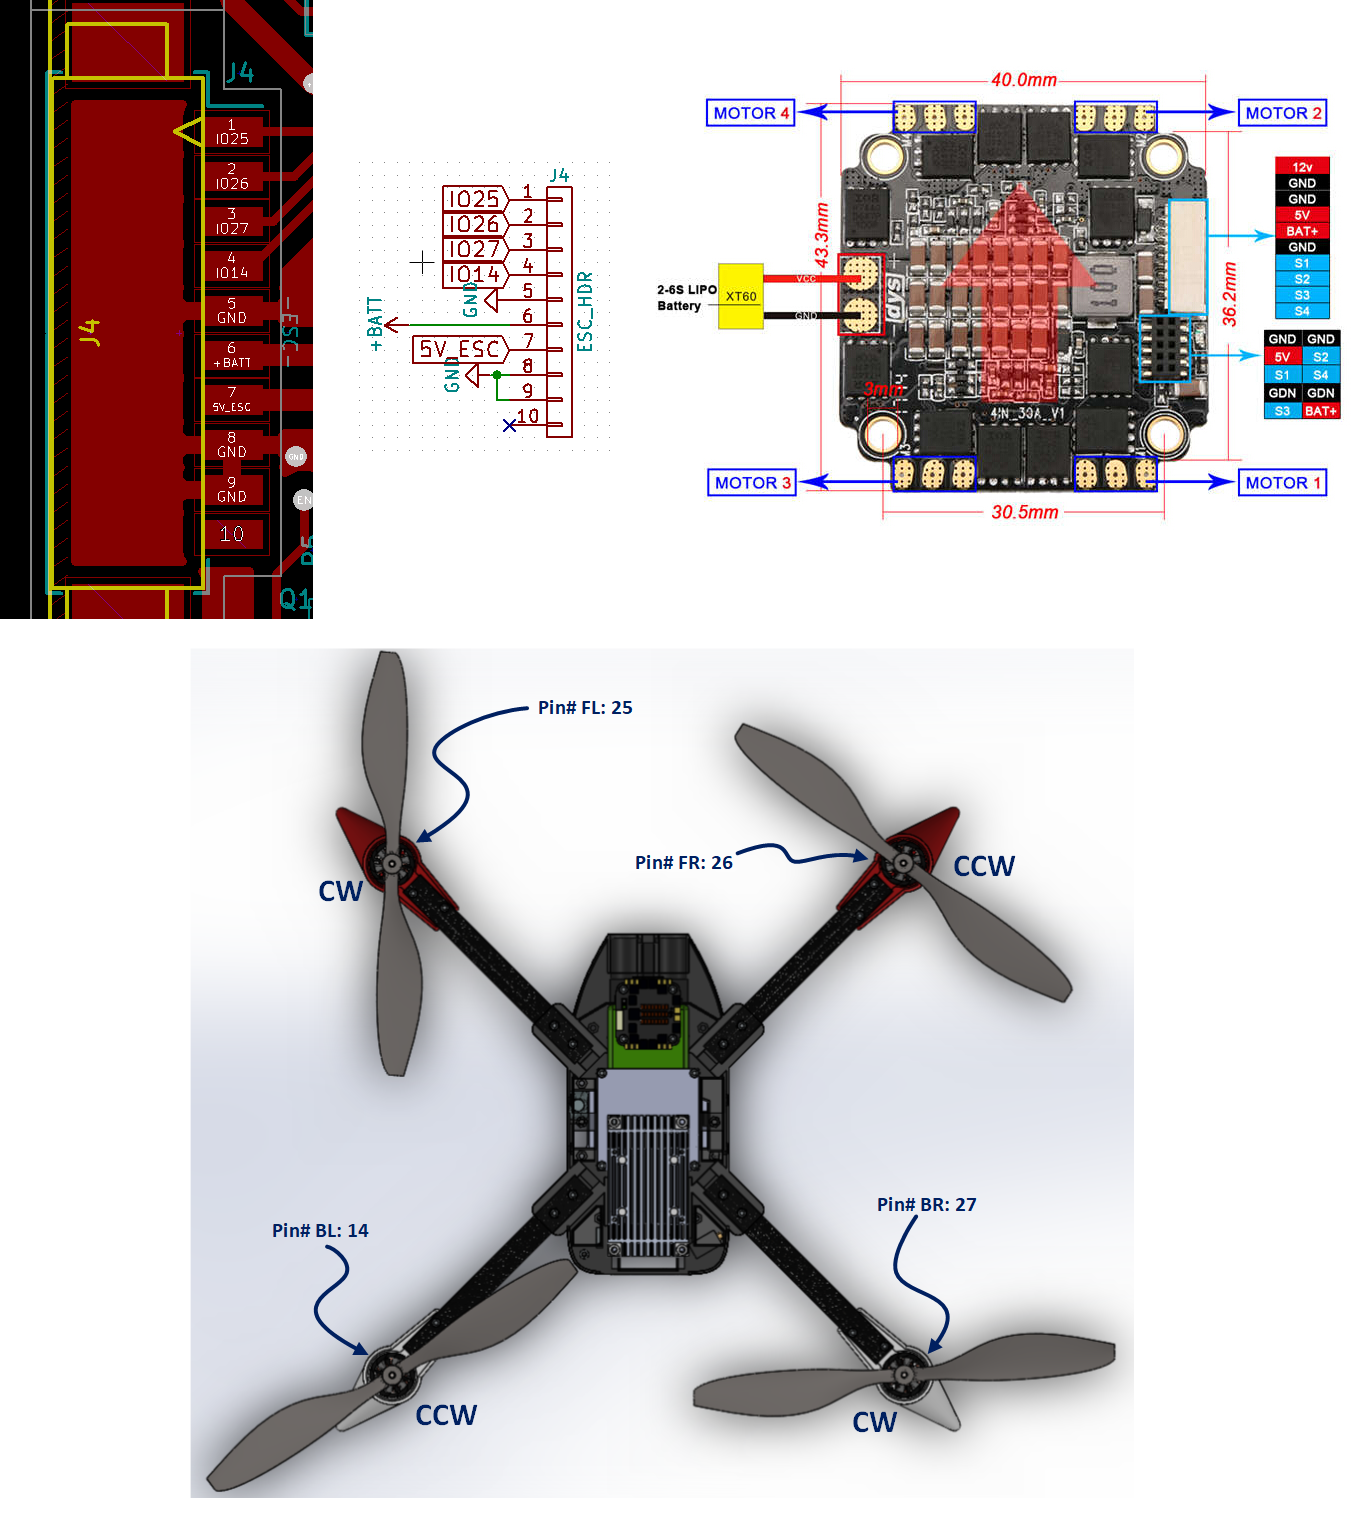 J4
1
IO25
2
IO26
3
IO27
4
IO14
5
GND
6
+BATT
7
5V_ESC
8
GND
9
GND
10
J4
GND
EN
Q1
J4
IO25 1
IO26 2
IO27 3
IO14 4
GND 5
+BATT 6
5V_ESC 7
GND 8
9
10
ESC_HDR
40.0mm
MOTOR 4
MOTOR 2
43.3mm
36.2mm
2-6S LIPO
Battery
XT60
VCC
GND
3mm
4IN_30A_V1
MOTOR 3
MOTOR 1
30.5mm
12v
GND
GND
5V
BAT+
GND
S1
S2
S3
S4
GND GND
5V S2
S1 S4
GDN GDN
S3 BAT+
Pin# FL: 25
Pin# FR: 26
CW
CCW
Pin# BL: 14
Pin# BR: 27
CCW
CW